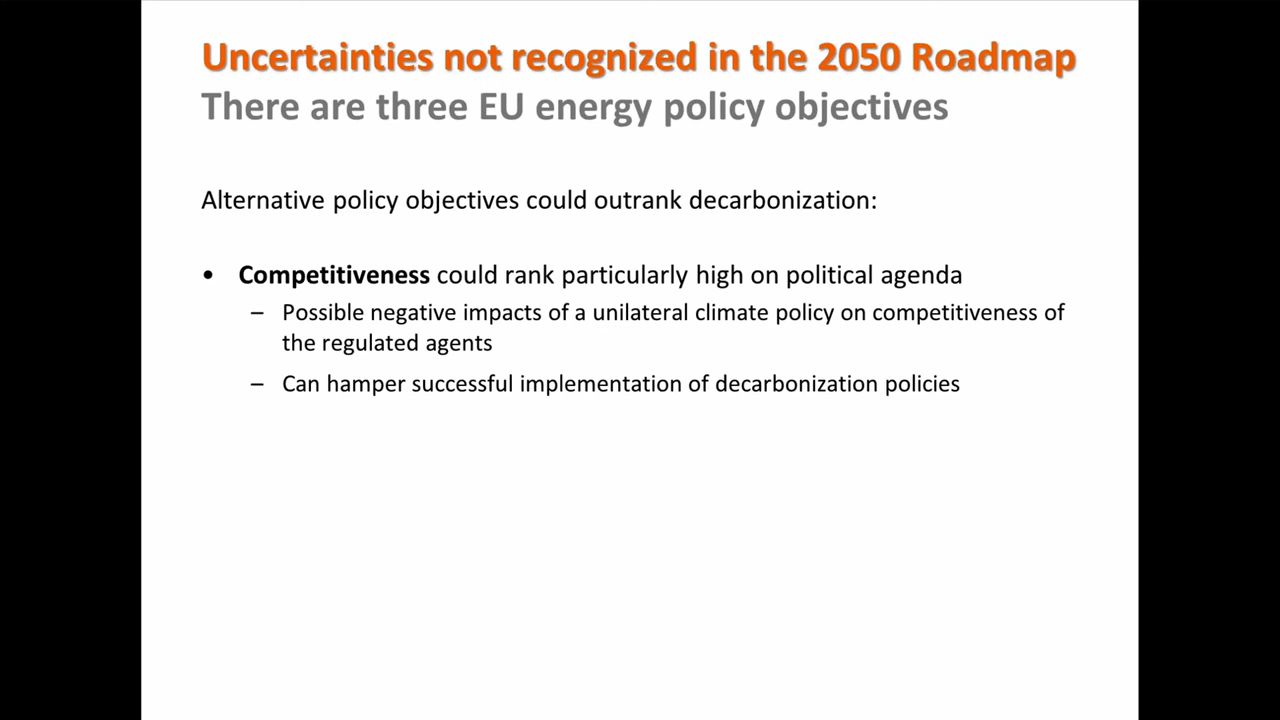 Uncertainties not recognized in the 2050 Roadmap
There are three EU energy policy objectives
Alternative policy objectives could outrank decarbonization:
• Competitiveness could rank particularly high on political agenda
– Possible negative impacts of a unilateral climate policy on competitiveness of
the regulated agents
– Can hamper successful implementation of decarbonization policies